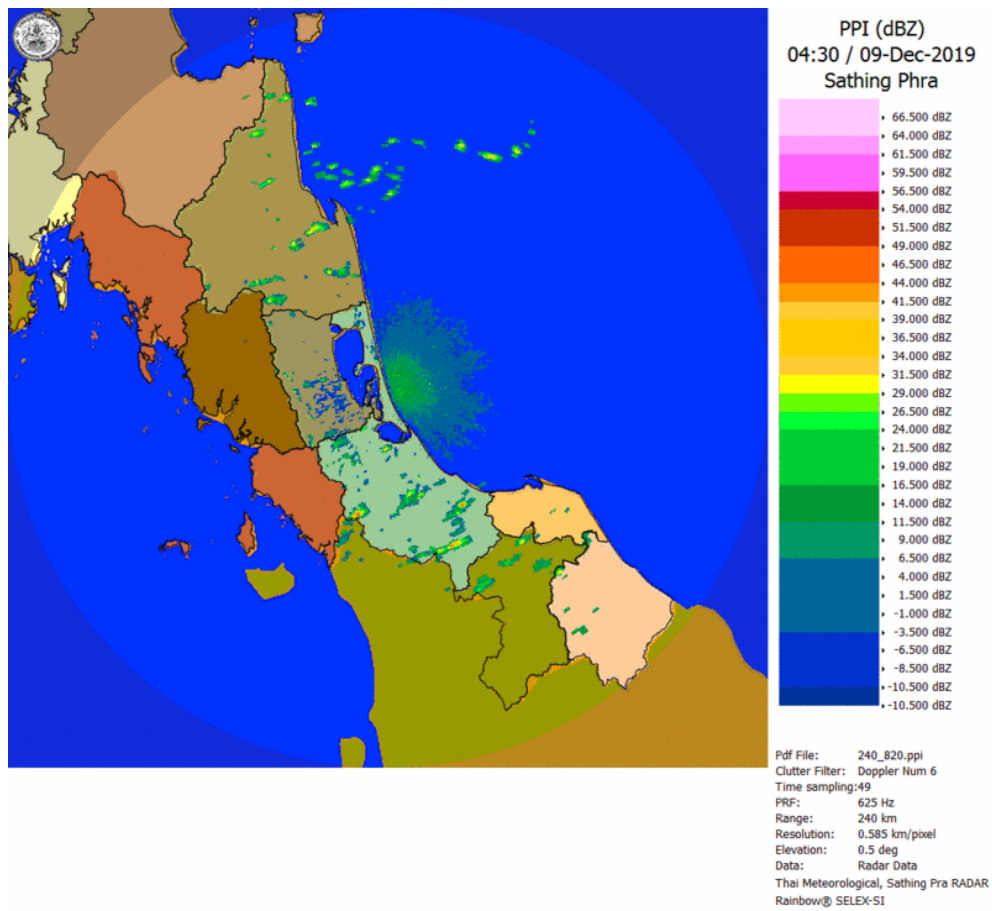 PPI (dBZ)
04:30 / 09-Dec-2019
Sathing Phra
66.500 dBZ
64.000 dBZ
61.500 dBZ
59.500 dBZ
56.500 dBZ
54.000 dBZ
51.500 dBZ
49.000 dBZ
46.500 dBZ
44.000 dBZ
41.500 dBZ
39.000 dBZ
36.500 dBZ
34.000 dBZ
31.500 dBZ
29.000 dBZ
26.500 dBZ
24.000 dBZ
21.500 dBZ
19.000 dBZ
16.500 dBZ
14.000 dBZ
11.500 dBZ
9.000 dBZ
6.500 dBZ
4.000 dBZ
1.500 dBZ
-1.000 dBZ
-3.500 dBZ
-6.500 dBZ
-8.500 dBZ
-10.500 dBZ
-10.500 dBZ
Pdf File: 240_820.ppi
Clutter Filter: Doppler Num 6
Time sampling:49
PRF: 625 Hz
Range: 240 km
Resolution: 0.585 km/pixel
Elevation: 0.5 deg
Data: Radar Data
Thai Meteorological, Sathing Pra RADAR
Rainbow® SELEX-SI